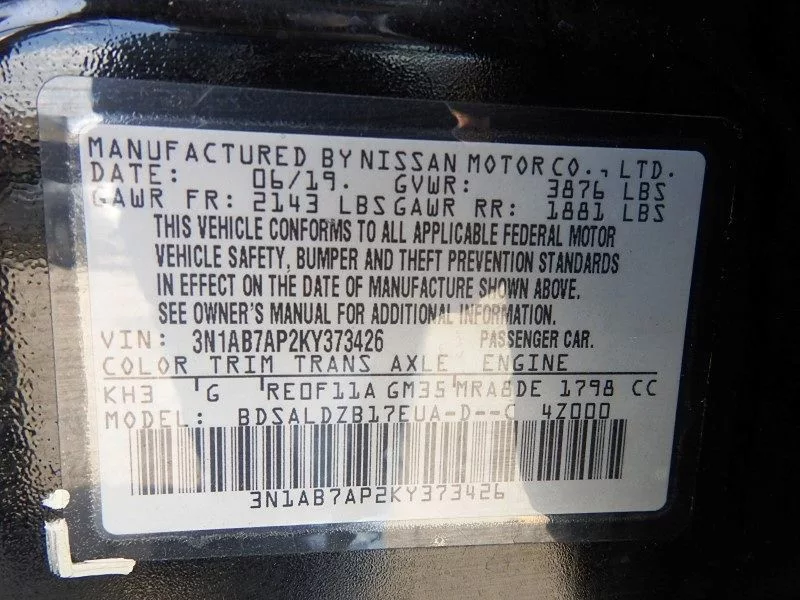 MANUFACTURED BY NISSAN MOTOR CO., LTD.
DATE: 06/19. GVWR: 3876 LBS
GAWR FR: 2143 LBS GAWR RR: 1881 LBS
THIS VEHICLE CONFORMS TO ALL APPLICABLE FEDERAL MOTOR
VEHICLE SAFETY, BUMPER AND THEFT PREVENTION STANDARDS
IN EFFECT ON THE DATE OF MANUFACTURE SHOWN ABOVE.
SEE OWNER'S MANUAL FOR ADDITIONAL INFORMATION.
VIN: 3N1AB7AP2KY373426 PASSENGER CAR.
COLOR TRIM TRANS AXLE ENGINE
KH3 G RE0F11A GM35 MRA8DE 1798 CC
MODEL: BDSALDZB17EUA-D--C 4Z000
3N1AB7AP2KY373426